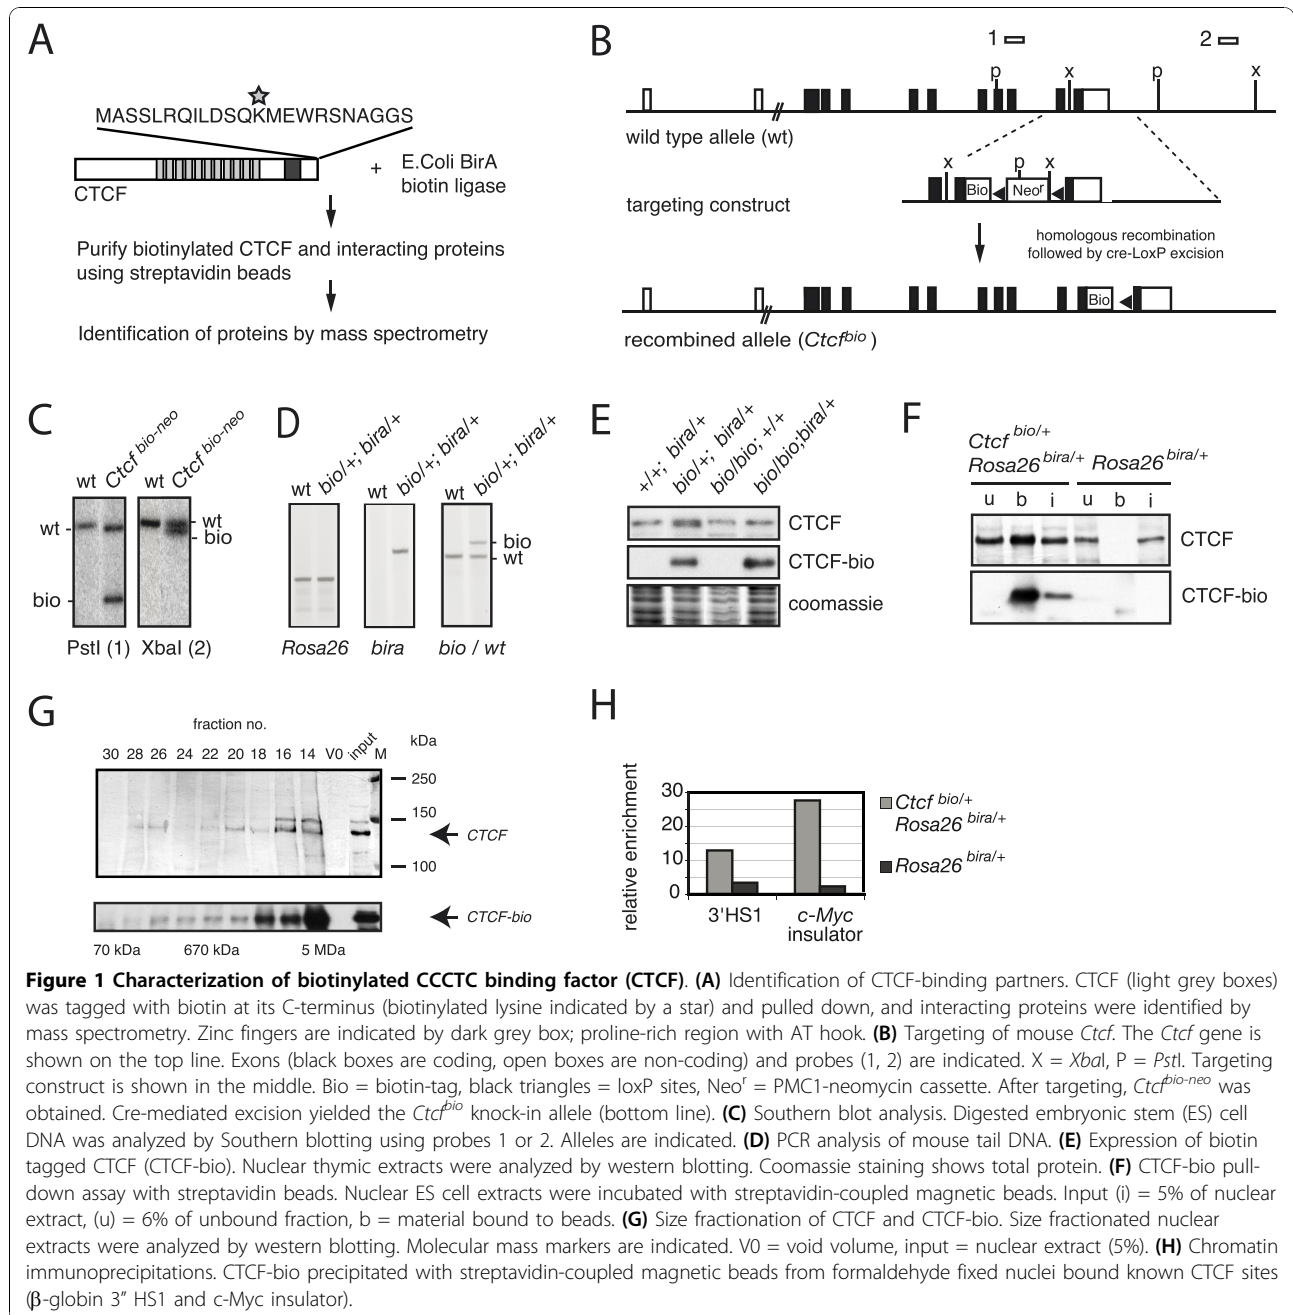 A
MASSLRQILDSQKMEWRSNAGGS
CTCF
+
E.Coli BirA
biotin ligase
Purify biotinylated CTCF and interacting proteins
using streptavidin beads
Identification of proteins by mass spectrometry
B
1
2
p x p x
wild type allele (wt)
x p x
Bio Neoʳ
targeting construct
homologous recombination
followed by cre-LoxP excision
Bio
recombined allele (Ctcfᵇⁱᵒ)
C
wt Ctcf bio-neo wt Ctcf bio-neo
wt
bio
wt
bio
PstI (1) XbaI (2)
D
wt bio/+; bira/+ wt bio/+; bira/+ wt bio/+; bira/+
bio
wt
Rosa26 bira bio / wt
E
+/+; bira/+ bio/+; bira/+ bio/bio; +/+ bio/bio;bira/+
CTCF
CTCF-bio
coomassie
F
Ctcf bio/+
Rosa26 bira/+ Rosa26 bira/+
u b i u b i
CTCF
CTCF-bio
G
fraction no.
30 28 26 24 22 20 18 16 14 V0 input M
kDa
250
150
CTCF
100
CTCF-bio
70 kDa 670 kDa 5 MDa
H
relative enrichment
30
20
10
0
3'HS1
c-Myc
insulator
Ctcf bio/+
Rosa26 bira/+
Rosa26 bira/+
Figure 1 Characterization of biotinylated CCCTC binding factor (CTCF). (A) Identification of CTCF-binding partners. CTCF (light grey boxes)
was tagged with biotin at its C-terminus (biotinylated lysine indicated by a star) and pulled down, and interacting proteins were identified by
mass spectrometry. Zinc fingers are indicated by dark grey box; proline-rich region with AT hook. (B) Targeting of mouse Ctcf. The Ctcf gene is
shown on the top line. Exons (black boxes are coding, open boxes are non-coding) and probes (1, 2) are indicated. X = XbaI, P = PstI. Targeting
construct is shown in the middle. Bio = biotin-tag, black triangles = loxP sites, Neoʳ = PMC1-neomycin cassette. After targeting, Ctcfᵇⁱᵒ⁻ⁿᵉᵒ was
obtained. Cre-mediated excision yielded the Ctcfᵇⁱᵒ knock-in allele (bottom line). (C) Southern blot analysis. Digested embryonic stem (ES) cell
DNA was analyzed by Southern blotting using probes 1 or 2. Alleles are indicated. (D) PCR analysis of mouse tail DNA. (E) Expression of biotin
tagged CTCF (CTCF-bio). Nuclear thymic extracts were analyzed by western blotting. Coomassie staining shows total protein. (F) CTCF-bio pull-
down assay with streptavidin beads. Nuclear ES cell extracts were incubated with streptavidin-coupled magnetic beads. Input (i) = 5% of nuclear
extract, (u) = 6% of unbound fraction, b = material bound to beads. (G) Size fractionation of CTCF and CTCF-bio. Size fractionated nuclear
extracts were analyzed by western blotting. Molecular mass markers are indicated. V0 = void volume, input = nuclear extract (5%). (H) Chromatin
immunoprecipitations. CTCF-bio precipitated with streptavidin-coupled magnetic beads from formaldehyde fixed nuclei bound known CTCF sites
(β-globin 3″ HS1 and c-Myc insulator).